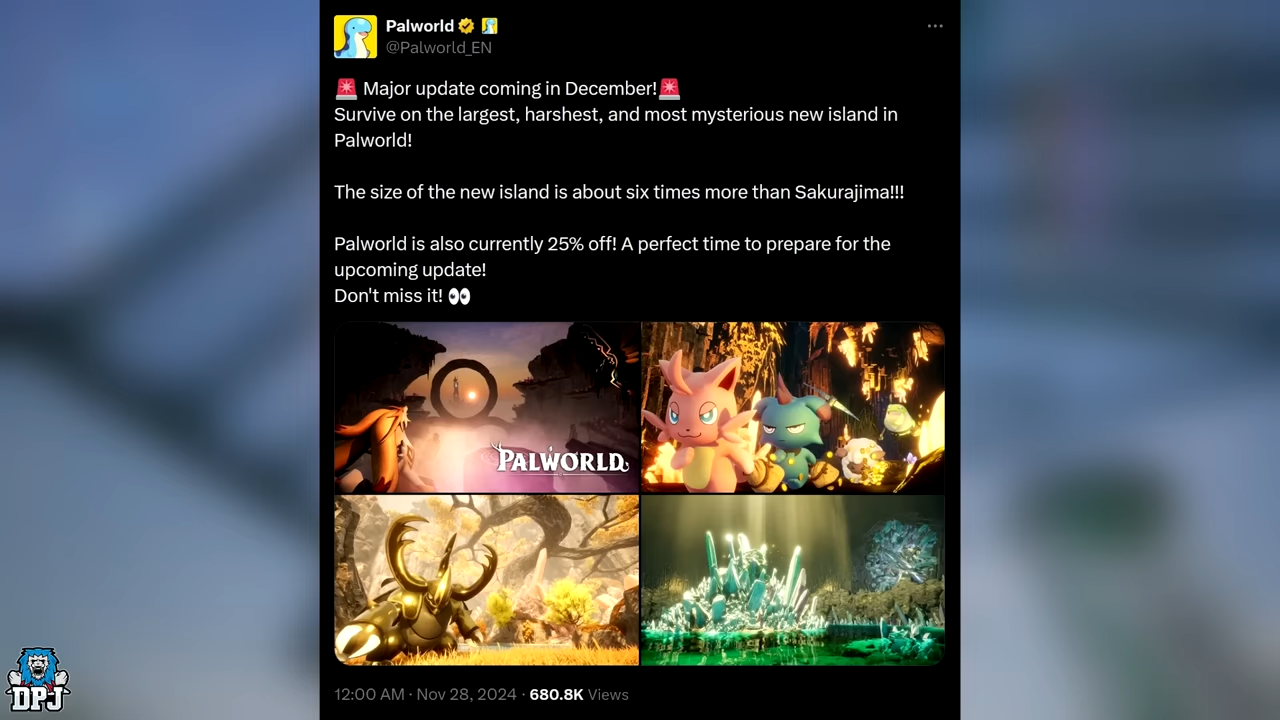 Palworld
@Palworld_EN
🚨 Major update coming in December!🚨
Survive on the largest, harshest, and most mysterious new island in
Palworld!
The size of the new island is about six times more than Sakurajima!!!
Palworld is also currently 25% off! A perfect time to prepare for the
upcoming update!
Don't miss it! 👀
PALWORLD
12:00 AM · Nov 28, 2024 · 680.8K Views
DPJ